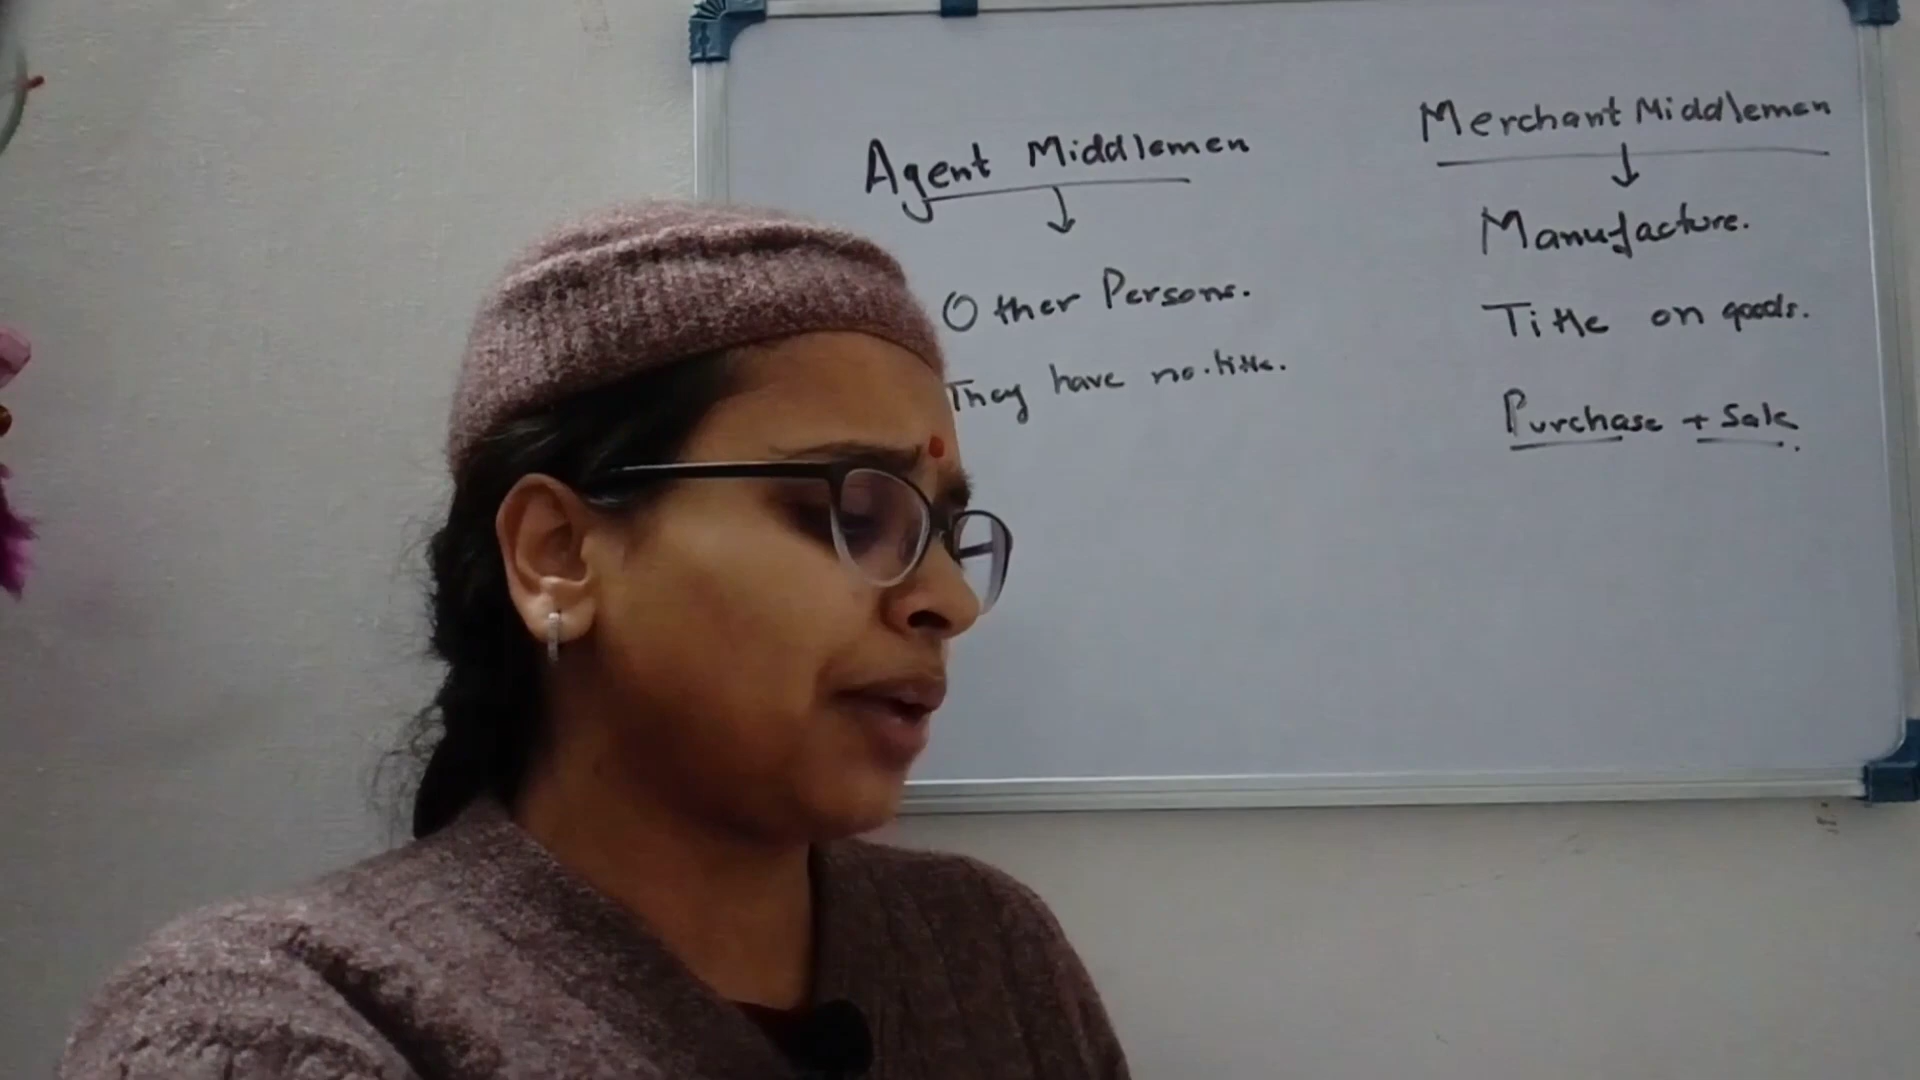 Agent Middlemen
Other Persons.
They have no.title.
Merchant Middlemen
Manufacture.
Title on goods.
Purchase + Sale.